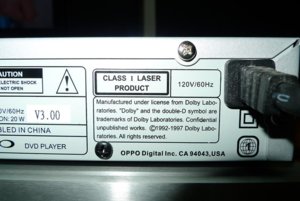 CAUTION
ELECTRIC SHOCK
NOT OPEN
CLASS 1 LASER
PRODUCT
120V/60Hz
V/60Hz
ON: 20 W
V3.00
BLED IN CHINA
DVD PLAYER
Manufactured under license from Dolby Labo-
ratories. "Dolby" and the double-D symbol are
trademarks of Dolby Laboratories. Confidential
unpublished works. ©1992-1997 Dolby Labo-
ratories. All rights reserved.
OPPO Digital Inc. CA 94043,USA